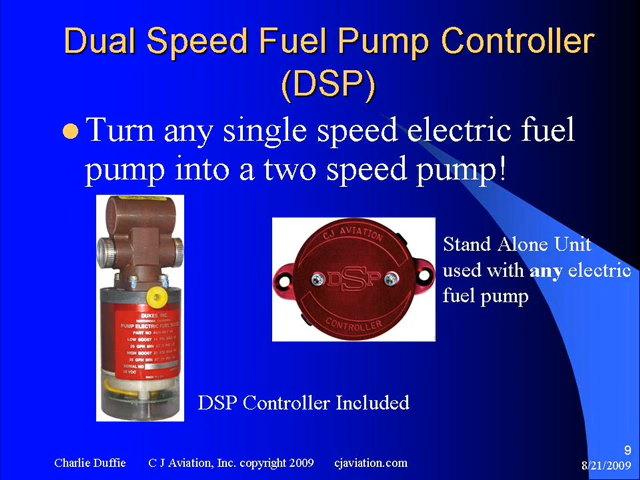 Dual Speed Fuel Pump Controller
(DSP)
Turn any single speed electric fuel
pump into a two speed pump!
DUKES, INC.
PUMP ELECTRIC FUEL
PART NO
LOW BOOST
HIGH BOOST
SERIAL NO
CJ AVIATION
DSP
CONTROLLER
Stand Alone Unit
used with any electric
fuel pump
DSP Controller Included
9
Charlie Duffie C J Aviation, Inc. copyright 2009 cjaviation.com 8/21/2009